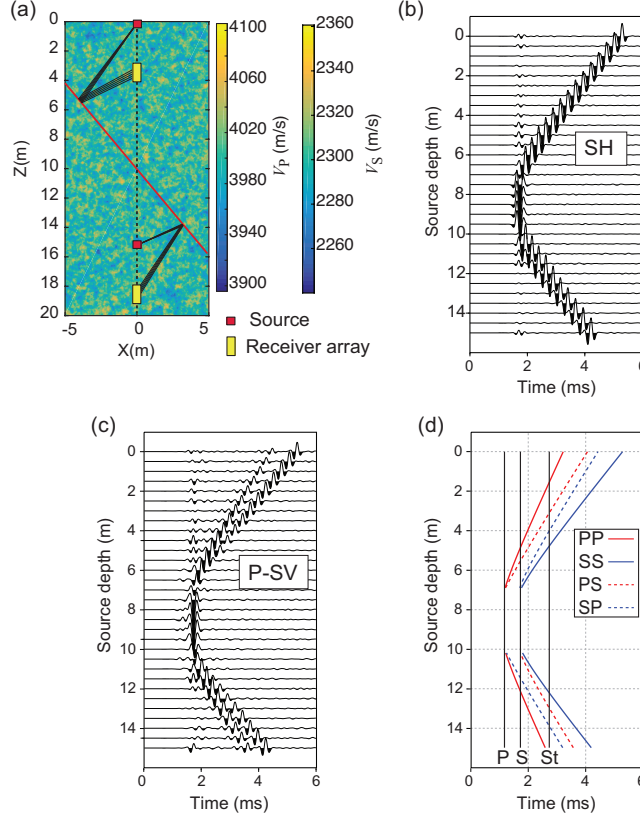 (a)
0
2
4
6
8
10
12
14
16
18
20
Z(m)
-5
0
5
X(m)
4100
4060
4020
3980
3940
3900
V_P (m/s)
2360
2340
2320
2300
2280
2260
V_S (m/s)
Source
Receiver array
(b)
0
2
4
6
8
10
12
14
Source depth (m)
SH
0
2
4
6
Time (ms)
(c)
0
2
4
6
8
10
12
14
Source depth (m)
P-SV
0
2
4
6
Time (ms)
(d)
0
2
4
6
8
10
12
14
Source depth (m)
PP
SS
PS
SP
P S St
0
2
4
6
Time (ms)